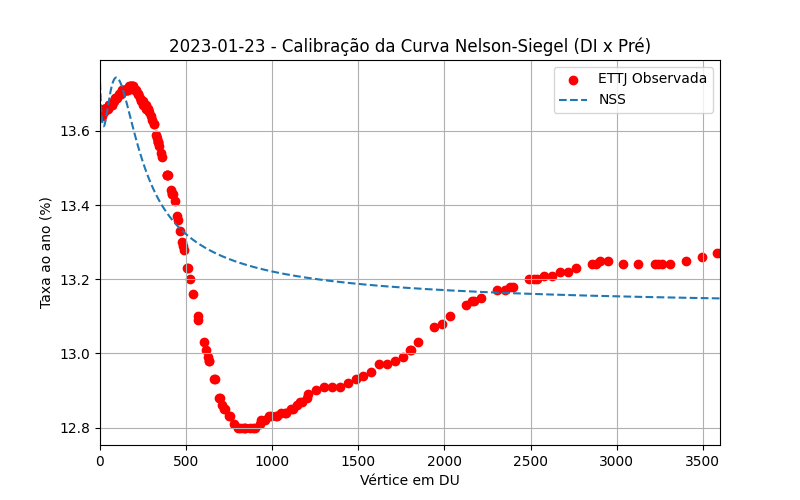 2023-01-23 - Calibração da Curva Nelson-Siegel (DI x Pré)
ETTJ Observada
NSS
Taxa ao ano (%)
13.6
13.4
13.2
13.0
12.8
0 500 1000 1500 2000 2500 3000 3500
Vértice em DU